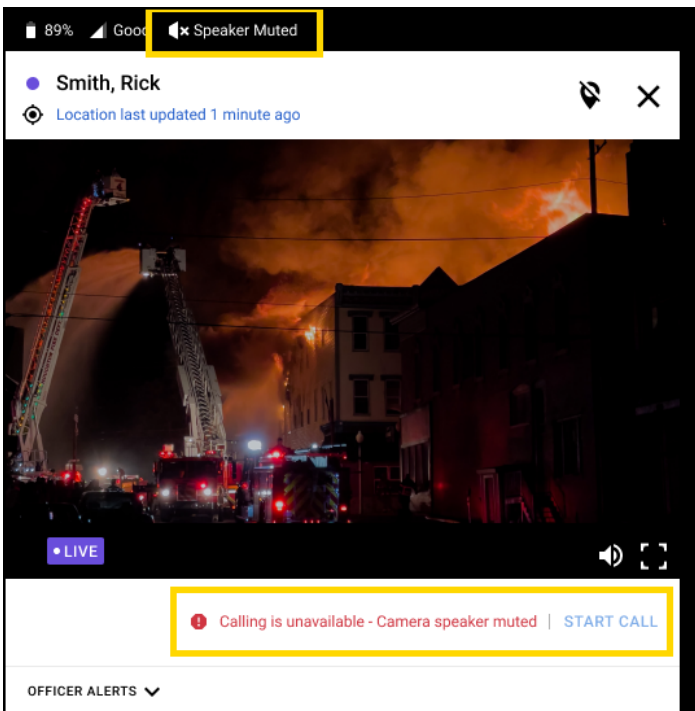 89% Good Speaker Muted
Smith, Rick
Location last updated 1 minute ago
LIVE
Calling is unavailable - Camera speaker muted | START CALL
OFFICER ALERTS